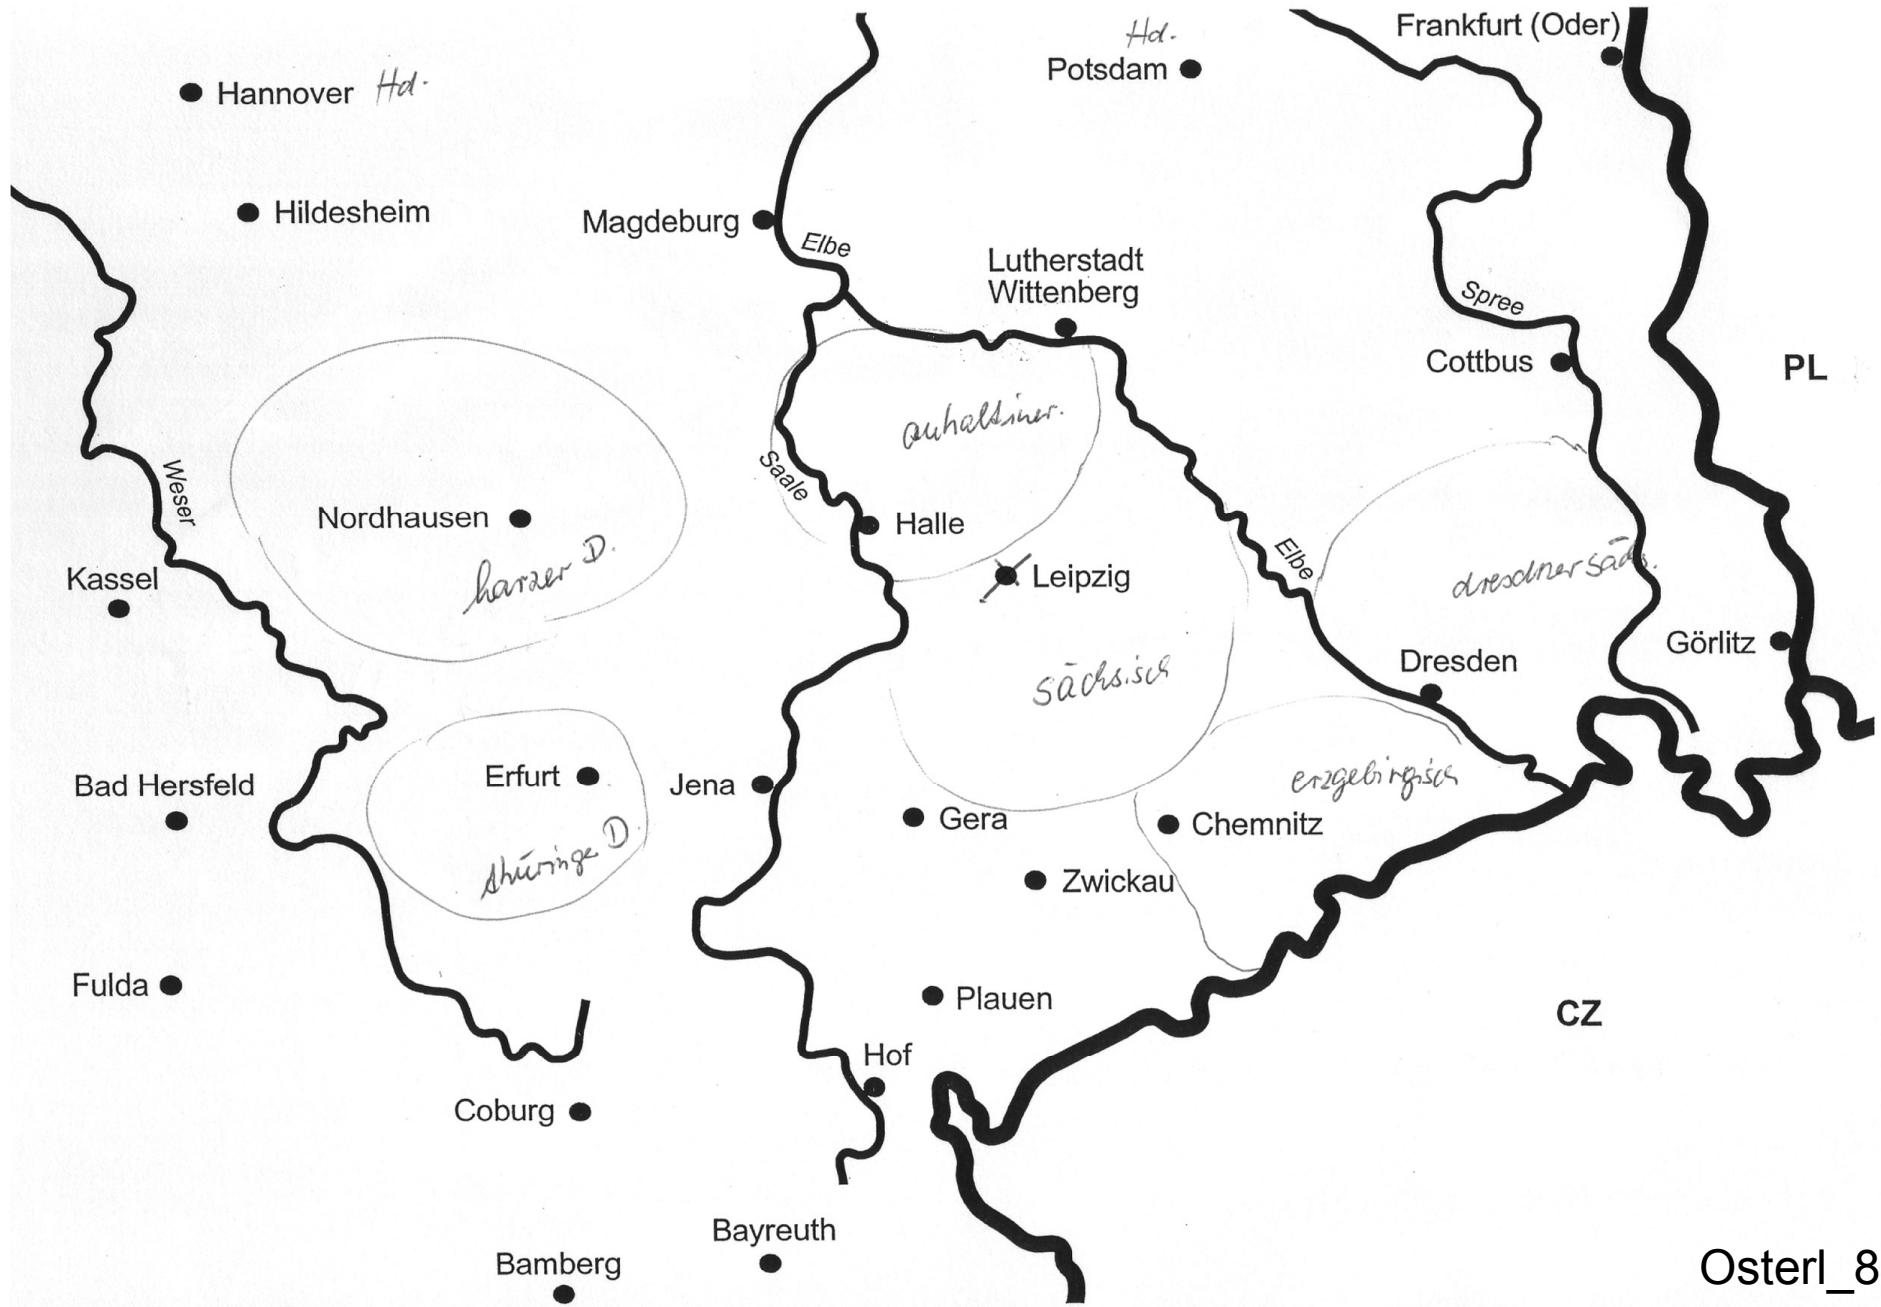 Frankfurt (Oder)
Hd.
Potsdam
Hannover Hd.
Hildesheim
Magdeburg
Elbe
Lutherstadt
Wittenberg
Spree
Cottbus
PL
anhaltiner.
Saale
Weser
Nordhausen
Halle
harzer D.
Leipzig
Elbe
dresdner sächs.
Kassel
Görlitz
Dresden
sächsisch
Erfurt
Jena
erzgebirgisch
Bad Hersfeld
Gera
Chemnitz
thüringe D.
Zwickau
Fulda
Plauen
CZ
Hof
Coburg
Bayreuth
Bamberg
Osterl_8